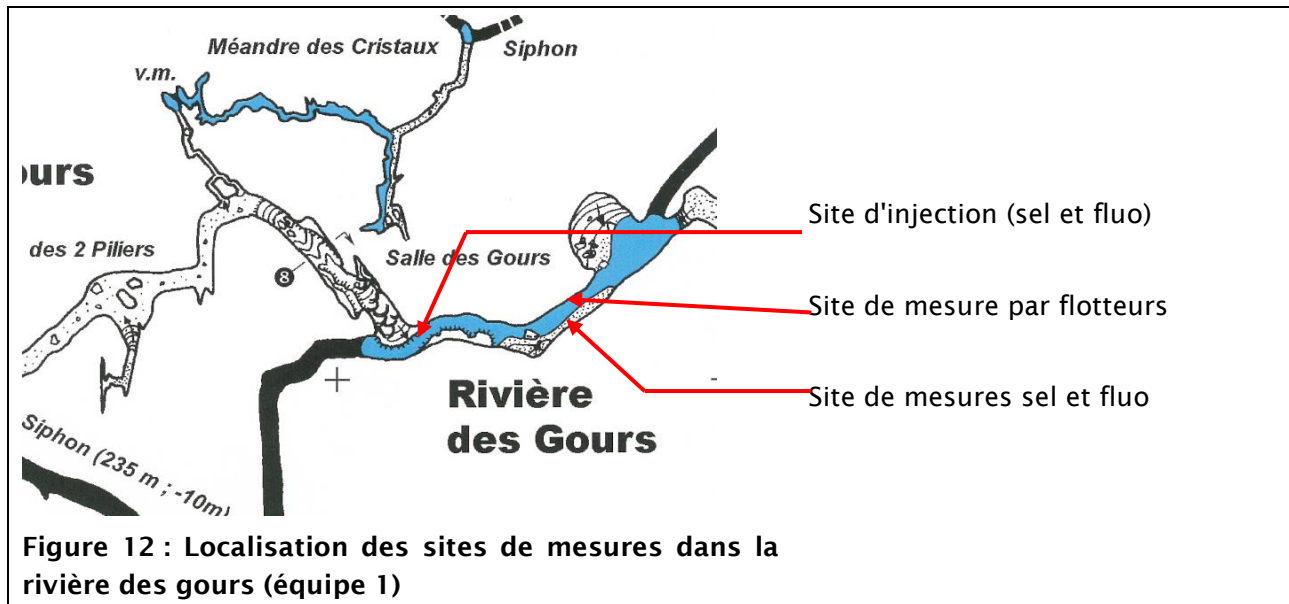 Méandre des Cristaux
Siphon
v.m.
ours
des 2 Piliers
8
Salle des Gours
Site d'injection (sel et fluo)
Site de mesure par flotteurs
Site de mesures sel et fluo
Rivière
des Gours
Siphon (235 m ; -10m)
Figure 12 : Localisation des sites de mesures dans la
rivière des gours (équipe 1)